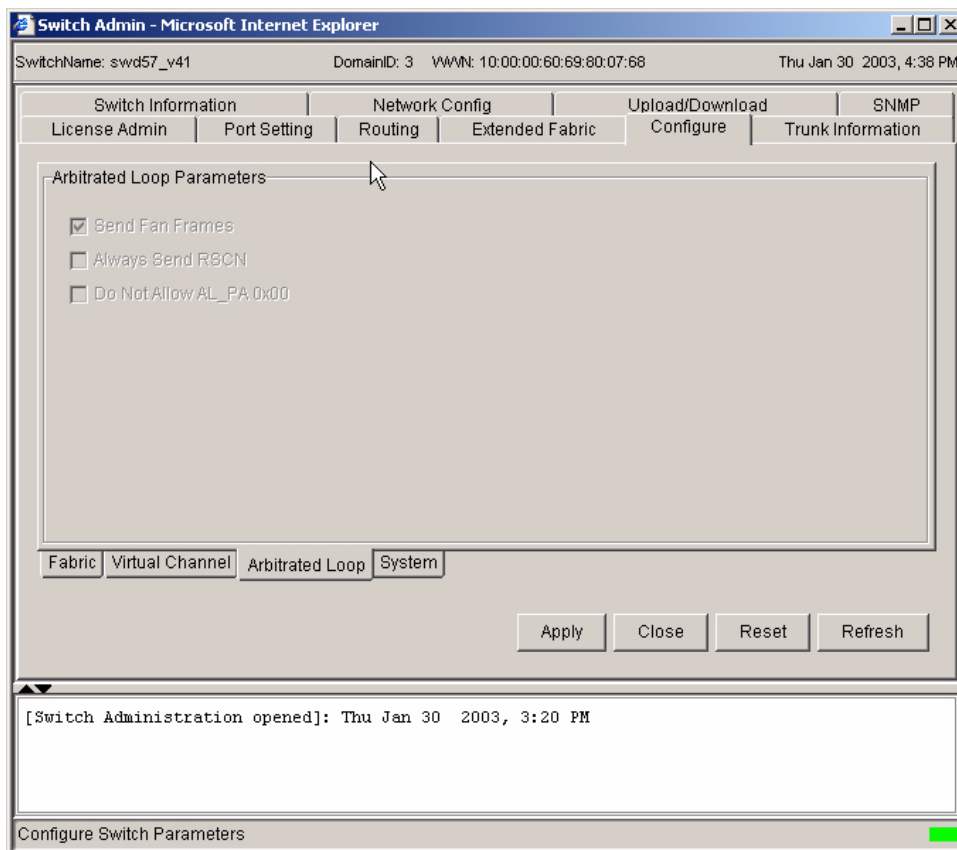 Switch Admin - Microsoft Internet Explorer
SwitchName: swd57_v41 DomainID: 3 WWN: 10:00:00:60:69:80:07:68 Thu Jan 30 2003, 4:38 PM
Switch Information Network Config Upload/Download SNMP
License Admin Port Setting Routing Extended Fabric Configure Trunk Information
Arbitrated Loop Parameters
Send Fan Frames
Always Send RSCN
Do Not Allow AL_PA 0x00
Fabric Virtual Channel Arbitrated Loop System
Apply Close Reset Refresh
[Switch Administration opened]: Thu Jan 30 2003, 3:20 PM
Configure Switch Parameters